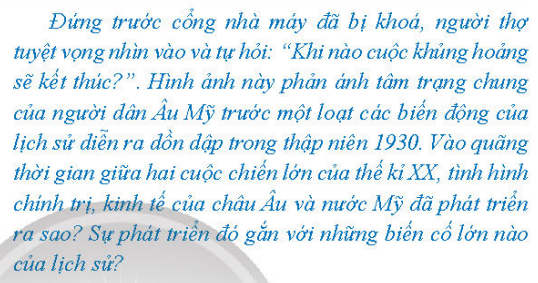 Đứng trước cổng nhà máy đã bị khoá, người thợ
tuyệt vọng nhìn vào và tự hỏi: “Khi nào cuộc khủng hoảng
sẽ kết thúc?”. Hình ảnh này phản ánh tâm trạng chung
của người dân Âu Mỹ trước một loạt các biến động của
lịch sử diễn ra dồn dập trong thập niên 1930. Vào quãng
thời gian giữa hai cuộc chiến lớn của thế kỉ XX, tình hình
chính trị, kinh tế của châu Âu và nước Mỹ đã phát triển
ra sao? Sự phát triển đó gắn với những biến cố lớn nào
của lịch sử?